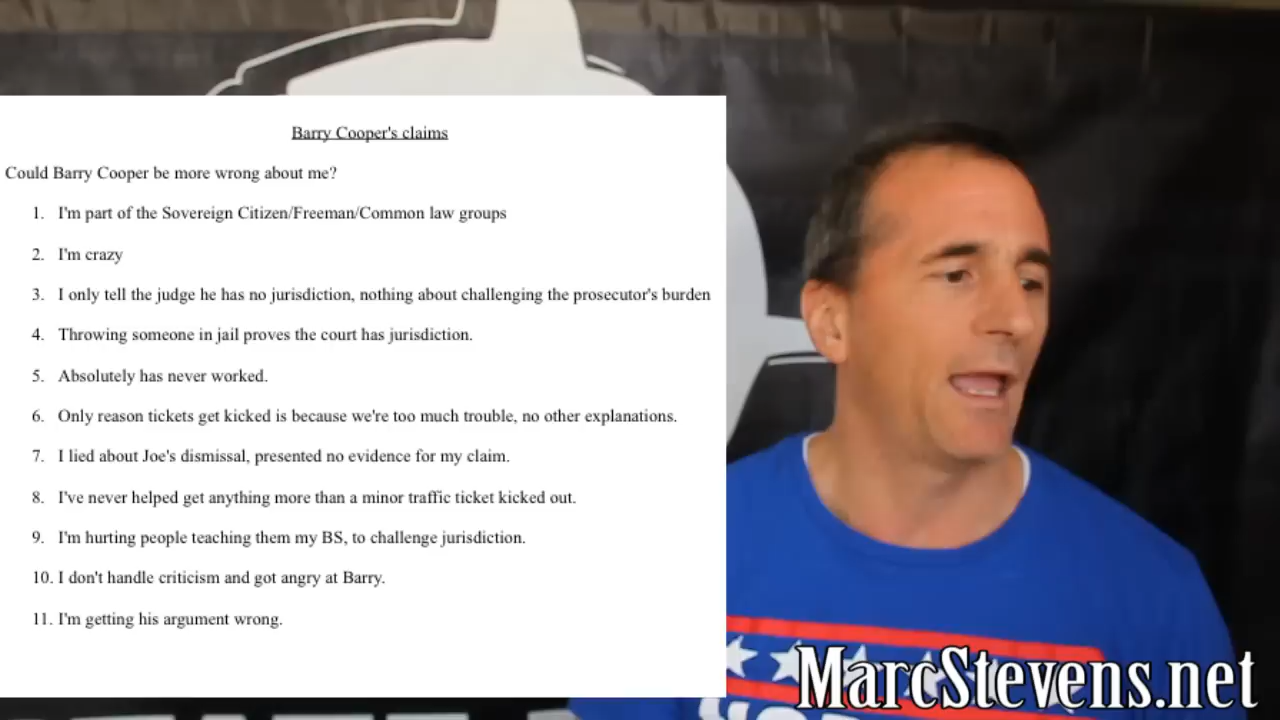 Barry Cooper's claims
Could Barry Cooper be more wrong about me?
1. I'm part of the Sovereign Citizen/Freeman/Common law groups
2. I'm crazy
3. I only tell the judge he has no jurisdiction, nothing about challenging the prosecutor's burden
4. Throwing someone in jail proves the court has jurisdiction.
5. Absolutely has never worked.
6. Only reason tickets get kicked is because we're too much trouble, no other explanations.
7. I lied about Joe's dismissal, presented no evidence for my claim.
8. I've never helped get anything more than a minor traffic ticket kicked out.
9. I'm hurting people teaching them my BS, to challenge jurisdiction.
10. I don't handle criticism and got angry at Barry.
11. I'm getting his argument wrong.
MarcStevens.net